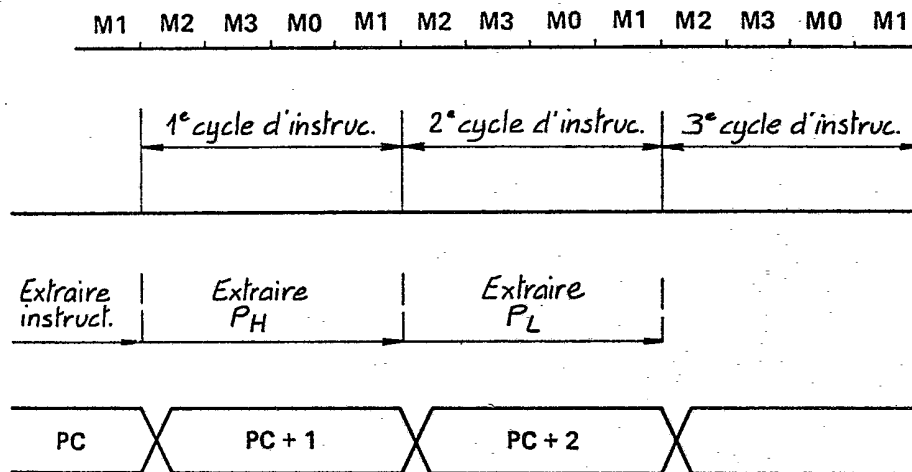 M1 M2 M3 M0 M1 M2 M3 M0 M1 M2 M3 M0 M1
1e cycle d'instruc. 2e cycle d'instruc. 3e cycle d'instruc.
Extraire Extraire Extraire
instruct. PH PL
PC PC + 1 PC + 2